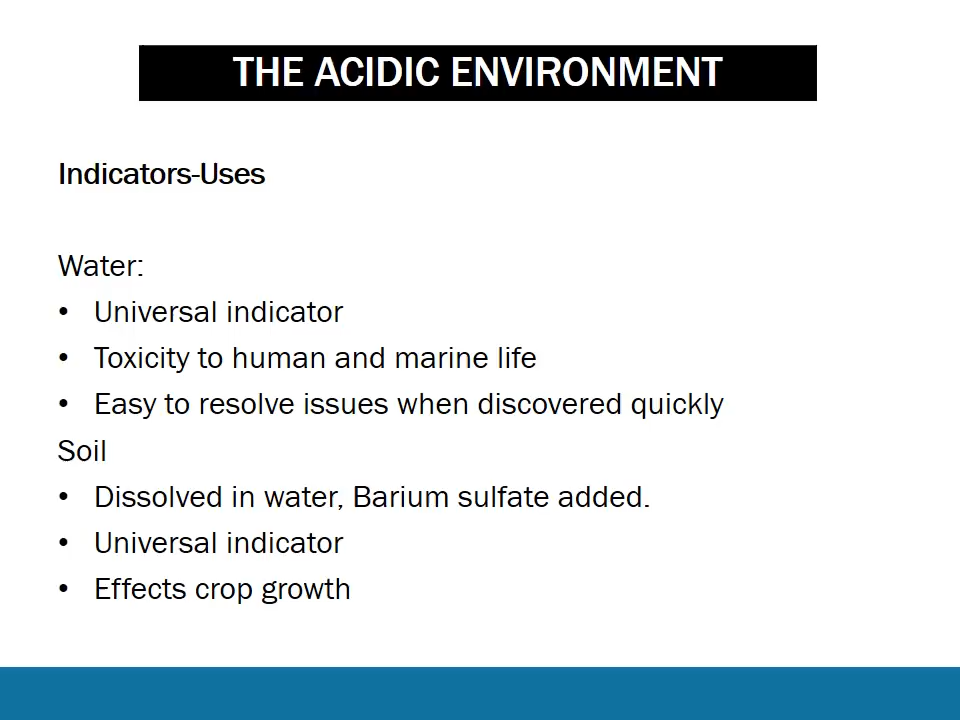 THE ACIDIC ENVIRONMENT
Indicators-Uses
Water:
• Universal indicator
• Toxicity to human and marine life
• Easy to resolve issues when discovered quickly
Soil
• Dissolved in water, Barium sulfate added.
• Universal indicator
• Effects crop growth